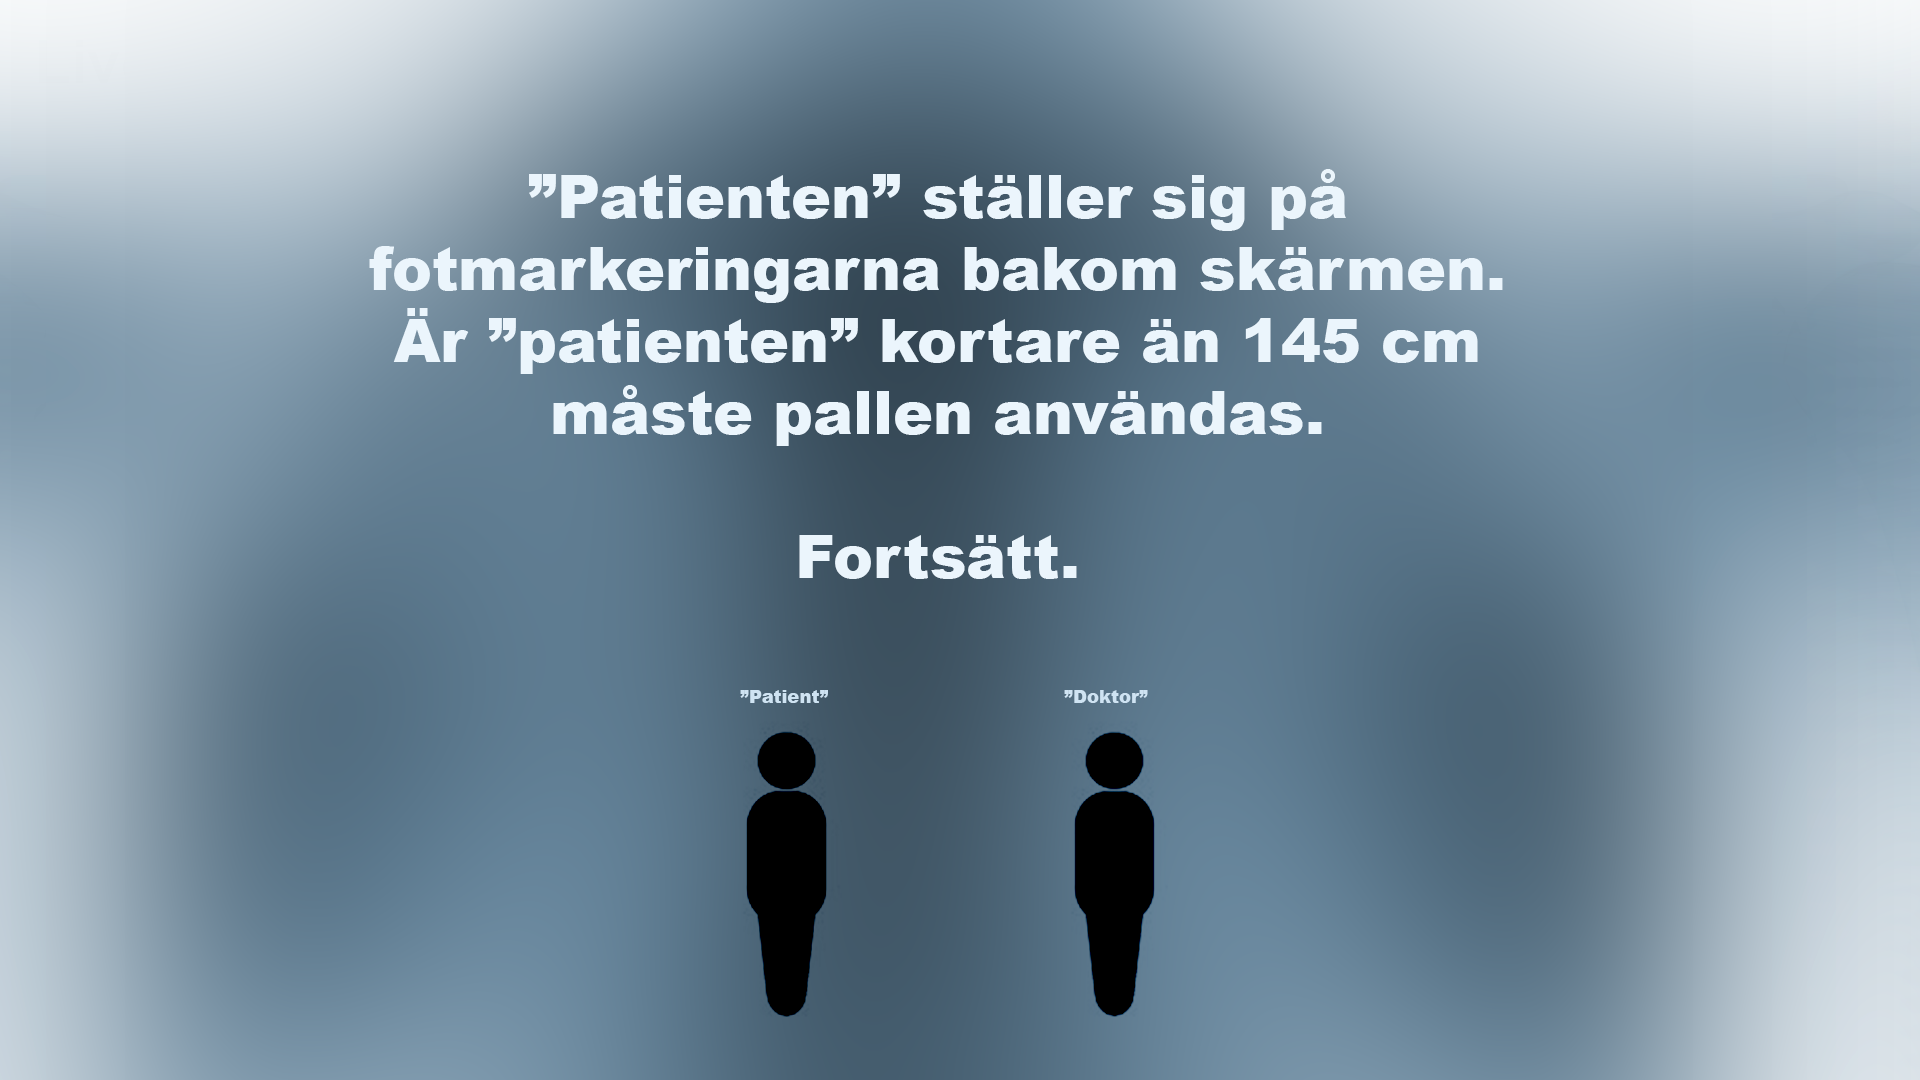 ”Patienten” ställer sig på
fotmarkeringarna bakom skärmen.
Är ”patienten” kortare än 145 cm
måste pallen användas.
Fortsätt.
”Patient” ”Doktor”